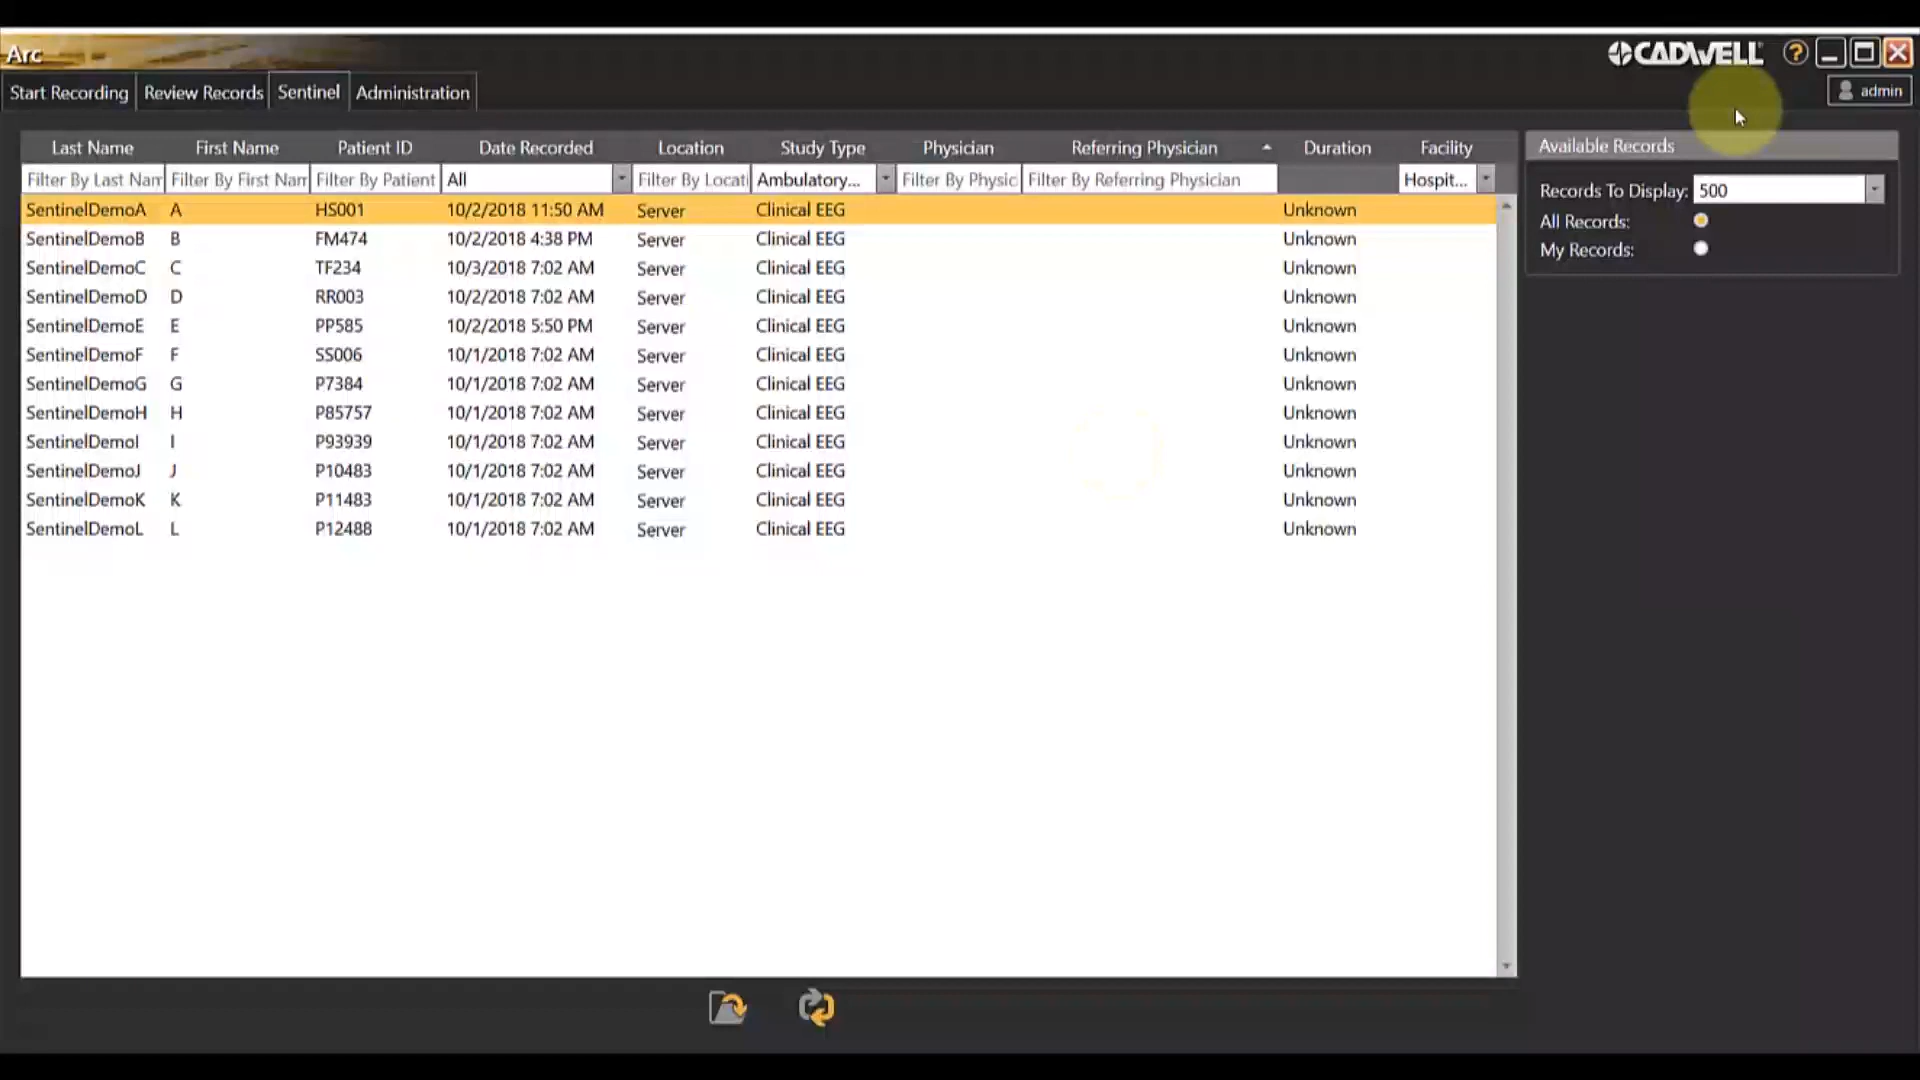 Arc
CADWELL
?
Start Recording Review Records Sentinel Administration
admin
Last Name First Name Patient ID Date Recorded Location Study Type Physician Referring Physician Duration Facility
Filter By Last Nam Filter By First Nam Filter By Patient All Filter By Locati Ambulatory... Filter By Physic Filter By Referring Physician Hospit...
SentinelDemoA A HS001 10/2/2018 11:50 AM Server Clinical EEG Unknown
SentinelDemoB B FM474 10/2/2018 4:38 PM Server Clinical EEG Unknown
SentinelDemoC C TF234 10/3/2018 7:02 AM Server Clinical EEG Unknown
SentinelDemoD D RR003 10/2/2018 7:02 AM Server Clinical EEG Unknown
SentinelDemoE E PP585 10/2/2018 5:50 PM Server Clinical EEG Unknown
SentinelDemoF F SS006 10/1/2018 7:02 AM Server Clinical EEG Unknown
SentinelDemoG G P7384 10/1/2018 7:02 AM Server Clinical EEG Unknown
SentinelDemoH H P85757 10/1/2018 7:02 AM Server Clinical EEG Unknown
SentinelDemoI I P93939 10/1/2018 7:02 AM Server Clinical EEG Unknown
SentinelDemoJ J P10483 10/1/2018 7:02 AM Server Clinical EEG Unknown
SentinelDemoK K P11483 10/1/2018 7:02 AM Server Clinical EEG Unknown
SentinelDemoL L P12488 10/1/2018 7:02 AM Server Clinical EEG Unknown
Available Records
Records To Display: 500
All Records:
My Records: